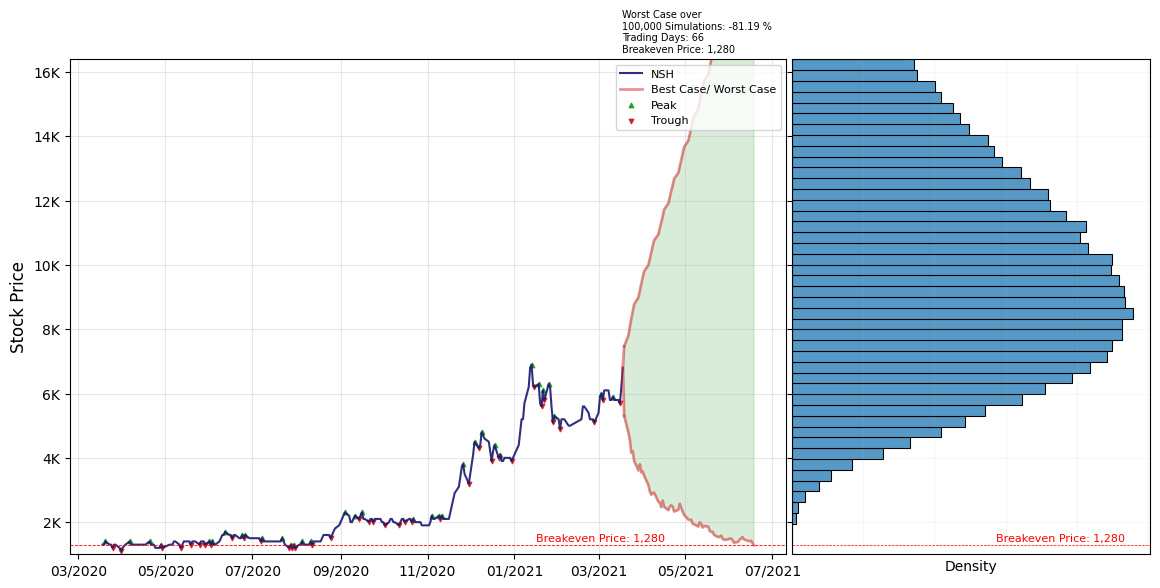 Worst Case over
100,000 Simulations: -81.19 %
Trading Days: 66
Breakeven Price: 1,280
NSH
Best Case/ Worst Case
Peak
Trough
16K
14K
12K
10K
8K
6K
4K
2K
Stock Price
Breakeven Price: 1,280
Breakeven Price: 1,280
03/2020
05/2020
07/2020
09/2020
11/2020
01/2021
03/2021
05/2021
07/2021
Density